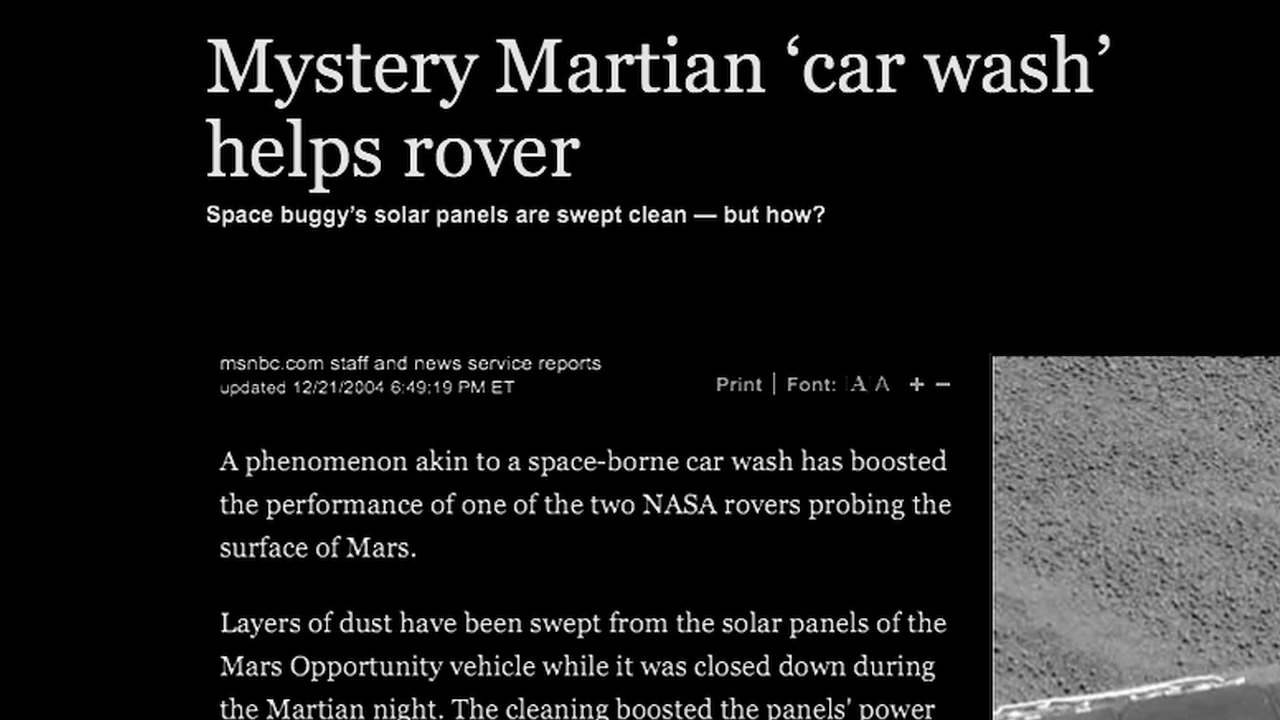 Mystery Martian ‘car wash’
helps rover
Space buggy’s solar panels are swept clean — but how?
msnbc.com staff and news service reports
updated 12/21/2004 6:49:19 PM ET
Print | Font: A A + −
A phenomenon akin to a space-borne car wash has boosted
the performance of one of the two NASA rovers probing the
surface of Mars.
Layers of dust have been swept from the solar panels of the
Mars Opportunity vehicle while it was closed down during
the Martian night. The cleaning boosted the panels' power